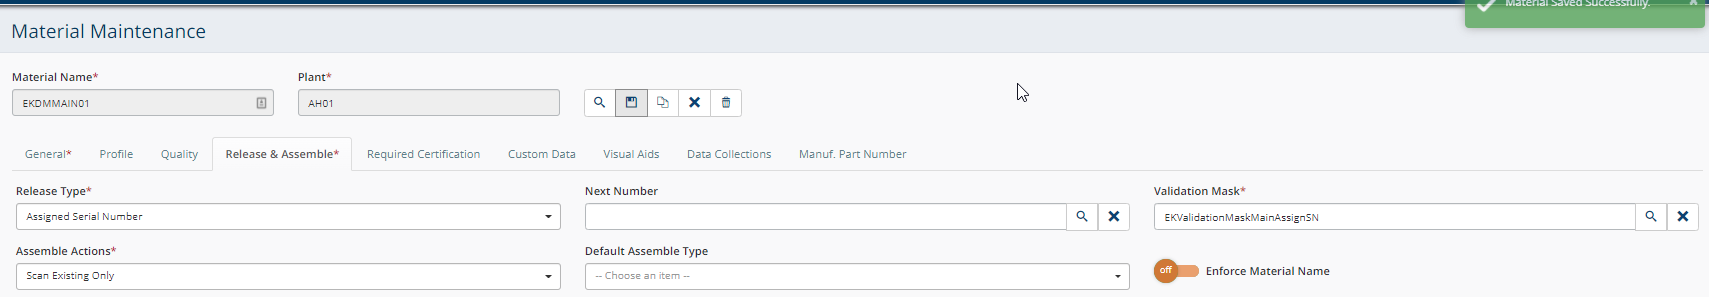 Material Saved Successfully.
Material Maintenance
Material Name*
Plant*
EKDMMAIN01
AH01
General*
Profile
Quality
Release & Assemble*
Required Certification
Custom Data
Visual Aids
Data Collections
Manuf. Part Number
Release Type*
Next Number
Validation Mask*
Assigned Serial Number
EKValidationMaskMainAssignSN
Assemble Actions*
Default Assemble Type
Scan Existing Only
-- Choose an item --
off
Enforce Material Name